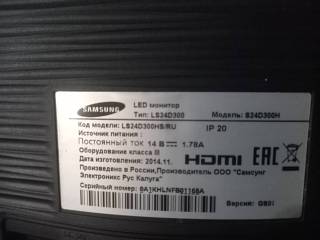 SAMSUNG
LED монитор
Тип: LS24D300
Модель: S24D300H
Код модели: LS24D300HS/RU
IP 20
Источник питания :
Постоянный ток 14 В 1.78А
Оборудование класса III
Дата изготовления: 2014.11.
HDMI EAC
Произведено в России,Производитель ООО "Самсунг
Электроникс Рус Калуга"
Серийный номер:
Версия: